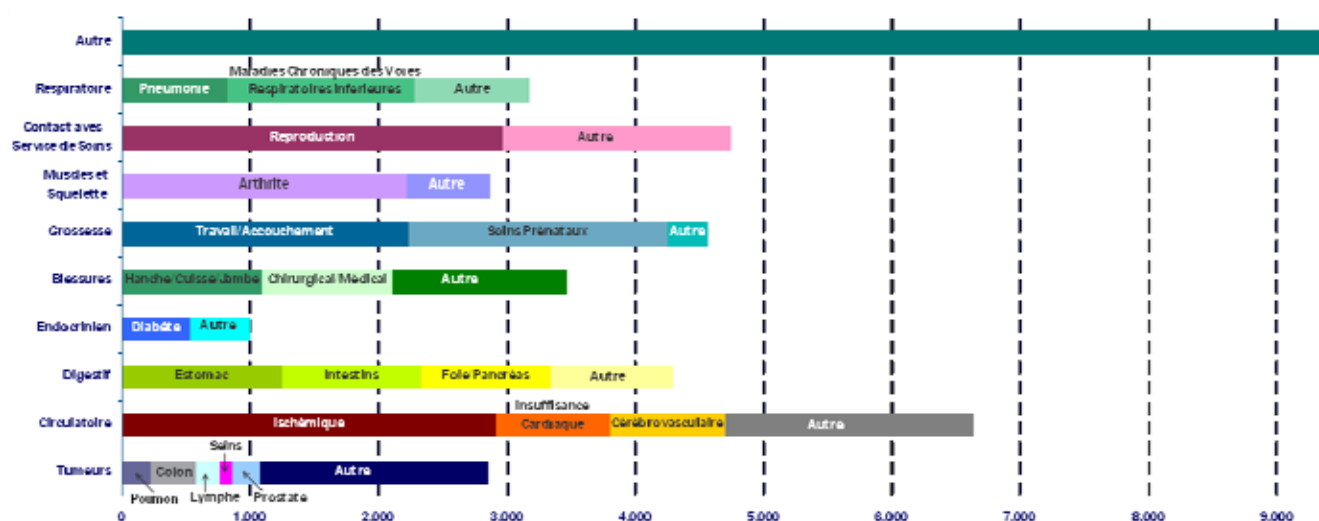 Autre
Maladies Chroniques des Voies
Respiratoire
Pneumonie
Respiratoires Inferieures
Autre
Contact aves
Service de Soins
Reproduction
Autre
Muscles et
Squelette
Arthrite
Autre
Grossesse
Travail/Accouchement
Soins Prénataux
Autre
Blessures
Hanche/Cuisse/Jambe
Chirurgical/Médical
Autre
Endocrinien
Diabète
Autre
Digestif
Estomac
Intestins
Foie/Pancréas
Autre
Insuffisance
Circulatoire
Ischémique
Cardiaque
Cérébrovasculaire
Autre
Seins
Tumeurs
Colon
Autre
Poumon
Lymphe
Prostate
0
1.000
2.000
3.000
4.000
5.000
6.000
7.000
8.000
9.000